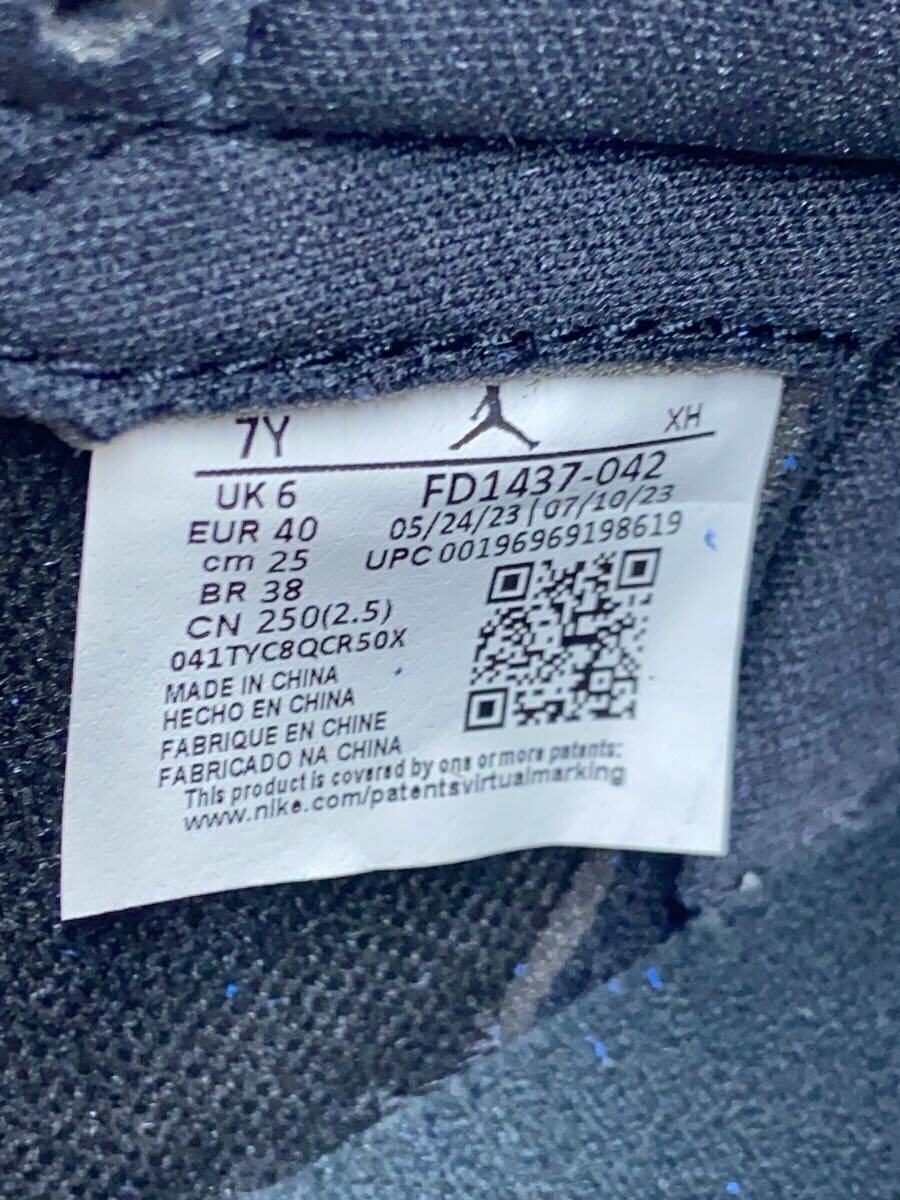 7Y XH
UK 6 FD1437-042
EUR 40 05/24/23 | 07/10/23
cm 25 UPC 00196969198619
BR 38
CN 250(2.5)
041TYC8QCR50X
MADE IN CHINA
HECHO EN CHINA
FABRIQUE EN CHINE
FABRICADO NA CHINA
This product is covered by one or more patents:
www.nike.com/patentsvirtualmarking